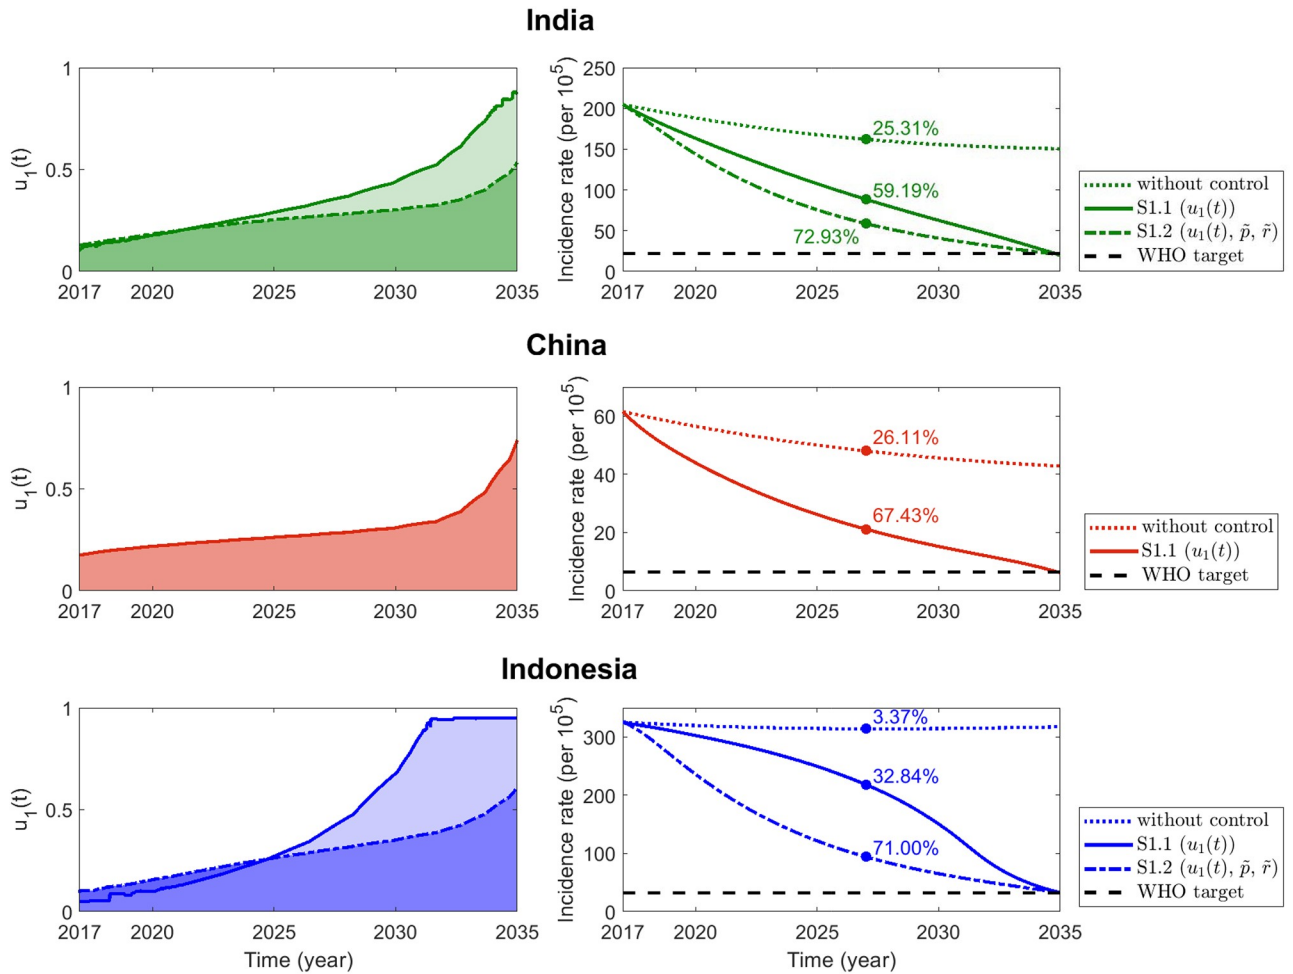 India
1
0.5
0
u1(t)
2017 2020 2025 2030 2035
250
200
150
100
50
0
Incidence rate (per 10^5)
25.31%
59.19%
72.93%
2017 2020 2025 2030 2035
without control
S1.1 (u1(t))
S1.2 (u1(t), p̃, r̃)
WHO target
China
1
0.5
0
u1(t)
2017 2020 2025 2030 2035
60
40
20
0
Incidence rate (per 10^5)
26.11%
67.43%
2017 2020 2025 2030 2035
without control
S1.1 (u1(t))
WHO target
Indonesia
1
0.5
0
u1(t)
2017 2020 2025 2030 2035
Time (year)
300
200
100
0
Incidence rate (per 10^5)
3.37%
32.84%
71.00%
2017 2020 2025 2030 2035
Time (year)
without control
S1.1 (u1(t))
S1.2 (u1(t), p̃, r̃)
WHO target